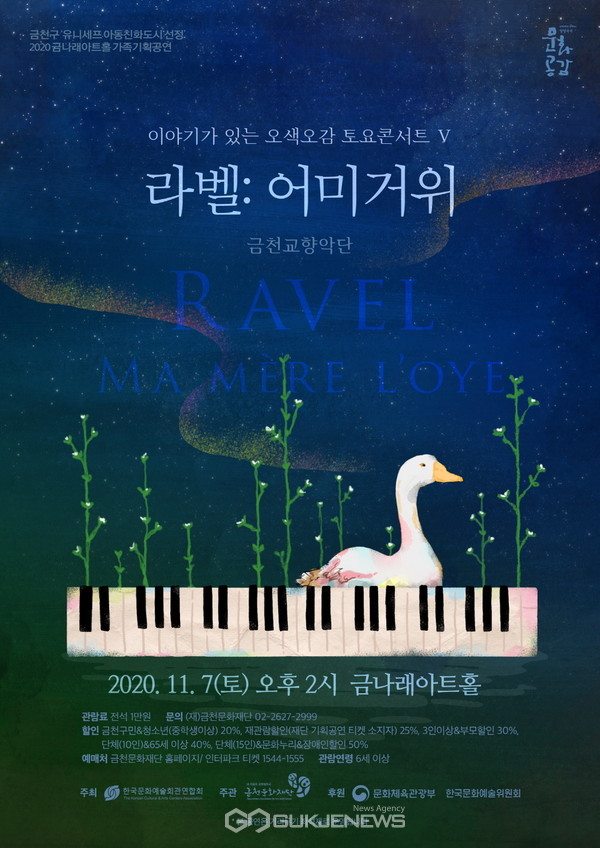 금천구 '유니세프 아동친화도시' 선정.
2020 금나래아트홀 가족기획공연
문화
공감
이야기가 있는 오색오감 토요콘서트 Ⅴ
라벨: 어미거위
금천교향악단
RAVEL
MA MÈRE L'OYE
2020. 11. 7(토) 오후 2시 금나래아트홀
관람료 전석 1만원 문의 (재)금천문화재단 02-2627-2999
할인 금천구민&청소년(중학생이상) 20%, 재관람할인(재단 기획공연 티켓 소지자) 25%, 3인이상&부모할인 30%,
단체(10인)&65세 이상 40%, 단체(15인)&문화누리&장애인할인 50%
예매처 금천문화재단 홈페이지/ 인터파크 티켓 1544-1555 관람연령 6세 이상
주최 한국문화예술회관연합회 주관 금천문화재단 후원 문화체육관광부 한국문화예술위원회
News Agency
GUKJENEWS